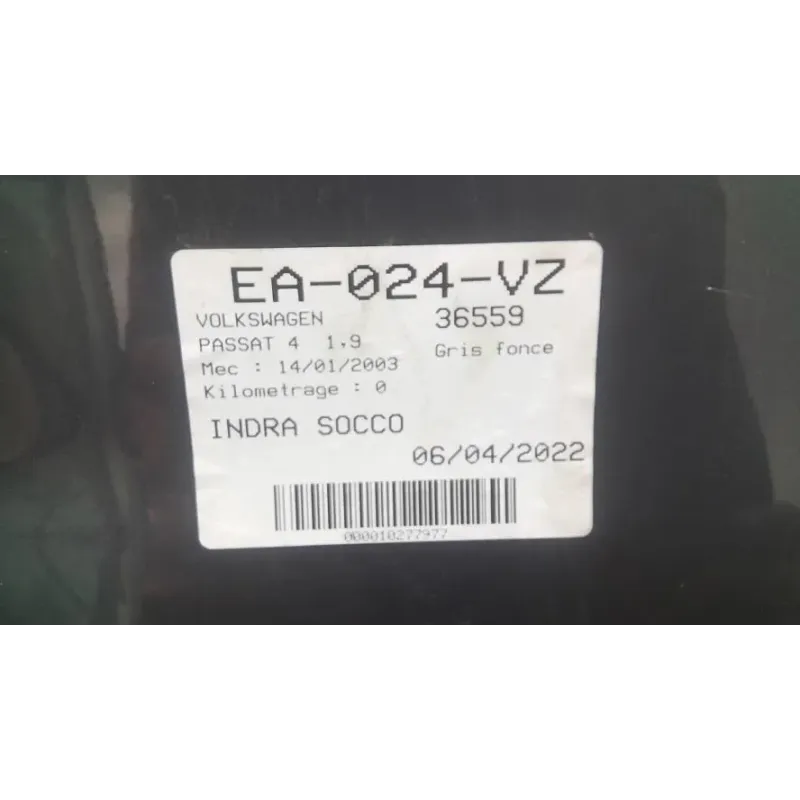 EA-024-VZ
VOLKSWAGEN 36559
PASSAT 4 1,9 Gris fonce
Mec : 14/01/2003
Kilometrage : 0
INDRA SOCCO
06/04/2022
000010277977